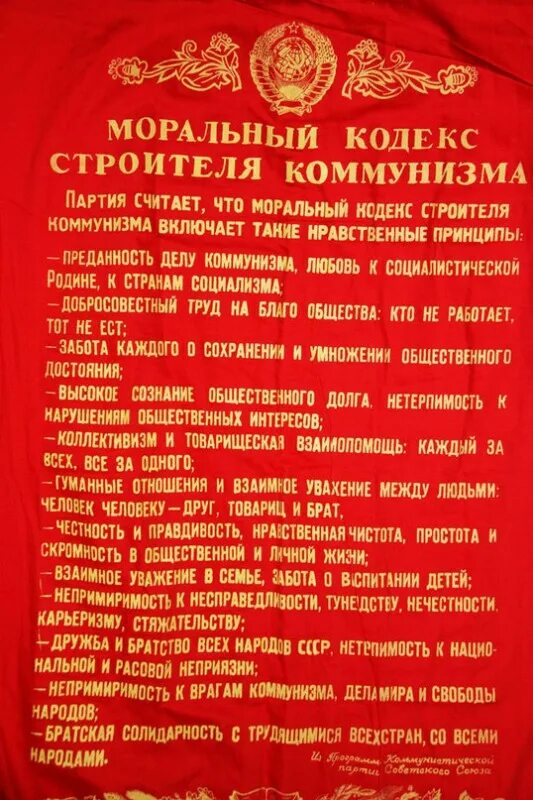 МОРАЛЬНЫЙ КОДЕКС
СТРОИТЕЛЯ КОММУНИЗМА
ПАРТИЯ СЧИТАЕТ, ЧТО МОРАЛЬНЫЙ КОДЕКС СТРОИТЕЛЯ
КОММУНИЗМА ВКЛЮЧАЕТ ТАКИЕ НРАВСТВЕННЫЕ ПРИНЦИПЫ:
— ПРЕДАННОСТЬ ДЕЛУ КОММУНИЗМА, ЛЮБОВЬ К СОЦИАЛИСТИЧЕСКОЙ
РОДИНЕ, К СТРАНАМ СОЦИАЛИЗМА;
— ДОБРОСОВЕСТНЫЙ ТРУД НА БЛАГО ОБЩЕСТВА: КТО НЕ РАБОТАЕТ,
ТОТ НЕ ЕСТ;
— ЗАБОТА КАЖДОГО О СОХРАНЕНИИ И УМНОЖЕНИИ ОБЩЕСТВЕННОГО
ДОСТОЯНИЯ;
— ВЫСОКОЕ СОЗНАНИЕ ОБЩЕСТВЕННОГО ДОЛГА, НЕТЕРПИМОСТЬ К
НАРУШЕНИЯМ ОБЩЕСТВЕННЫХ ИНТЕРЕСОВ;
— КОЛЛЕКТИВИЗМ И ТОВАРИЩЕСКАЯ ВЗАИМОПОМОЩЬ: КАЖДЫЙ ЗА
ВСЕХ, ВСЕ ЗА ОДНОГО;
— ГУМАННЫЕ ОТНОШЕНИЯ И ВЗАИМНОЕ УВАЖЕНИЕ МЕЖДУ ЛЮДЬМИ:
ЧЕЛОВЕК ЧЕЛОВЕКУ — ДРУГ, ТОВАРИЩ И БРАТ,
— ЧЕСТНОСТЬ И ПРАВДИВОСТЬ, НРАВСТВЕННАЯ ЧИСТОТА, ПРОСТОТА И
СКРОМНОСТЬ В ОБЩЕСТВЕННОЙ И ЛИЧНОЙ ЖИЗНИ;
— ВЗАИМНОЕ УВАЖЕНИЕ В СЕМЬЕ, ЗАБОТА О ВОСПИТАНИИ ДЕТЕЙ;
— НЕПРИМИРИМОСТЬ К НЕСПРАВЕДЛИВОСТИ, ТУНЕЯДСТВУ, НЕЧЕСТНОСТИ,
КАРЬЕРИЗМУ, СТЯЖАТЕЛЬСТВУ;
— ДРУЖБА И БРАТСТВО ВСЕХ НАРОДОВ СССР, НЕТЕРПИМОСТЬ К НАЦИО-
НАЛЬНОЙ И РАСОВОЙ НЕПРИЯЗНИ;
— НЕПРИМИРИМОСТЬ К ВРАГАМ КОММУНИЗМА, ДЕЛА МИРА И СВОБОДЫ
НАРОДОВ;
— БРАТСКАЯ СОЛИДАРНОСТЬ С ТРУДЯЩИМИСЯ ВСЕХ СТРАН, СО ВСЕМИ
НАРОДАМИ.
Из Программы Коммунистической
партии Советского Союза